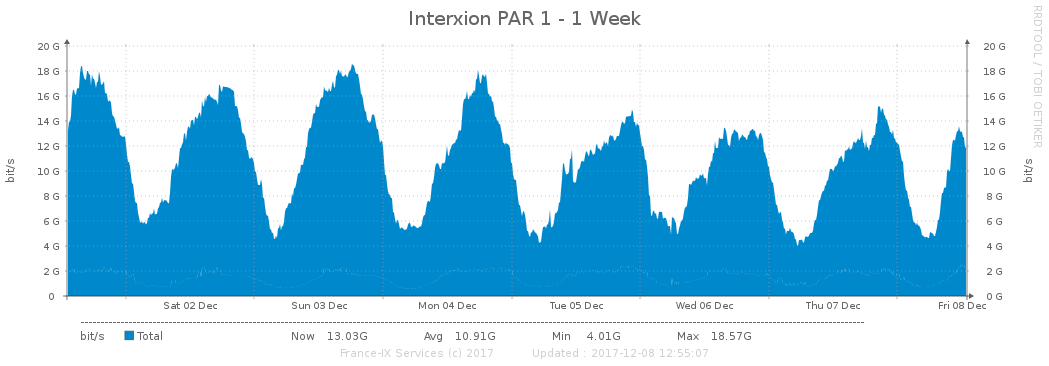 Interxion PAR 1 - 1 Week
RRDTOOL / TOBI OETIKER
bit/s
20 G
18 G
16 G
14 G
12 G
10 G
8 G
6 G
4 G
2 G
0
20 G
18 G
16 G
14 G
12 G
10 G
8 G
6 G
4 G
2 G
0 G
bit/s
Sat 02 Dec Sun 03 Dec Mon 04 Dec Tue 05 Dec Wed 06 Dec Thu 07 Dec Fri 08 Dec
bit/s Total Now 13.03G Avg 10.91G Min 4.01G Max 18.57G
France-IX Services (c) 2017 Updated : 2017-12-08 12:55:07